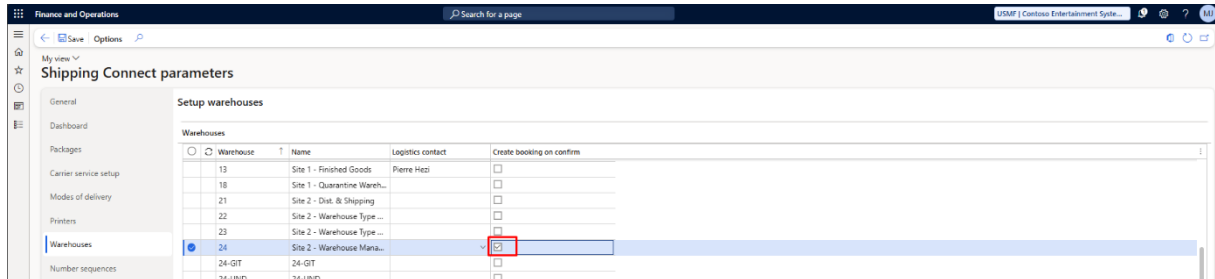 Finance and Operations
Search for a page
USMF | Contoso Entertainment Syste...
? MJ
Save Options
My view
Shipping Connect parameters
General
Dashboard
Packages
Carrier service setup
Modes of delivery
Printers
Warehouses
Number sequences
Setup warehouses
Warehouses
Warehouse ↑ Name Logistics contact Create booking on confirm
13 Site 1 - Finished Goods Pierre Hezi
18 Site 1 - Quarantine Wareh...
21 Site 2 - Dist. & Shipping
22 Site 2 - Warehouse Type ...
23 Site 2 - Warehouse Type ...
24 Site 2 - Warehouse Mana...
24-GIT 24-GIT
24-UND 24-UND